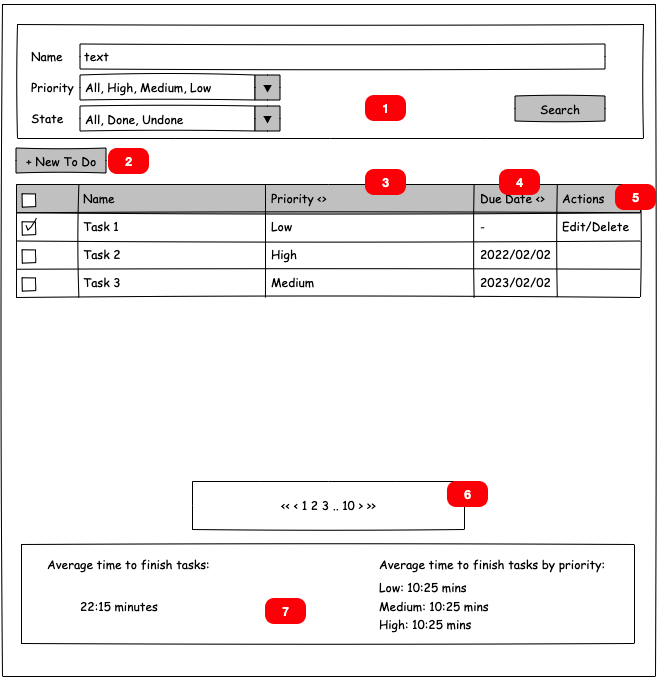 Name text
Priority All, High, Medium, Low ▼
1
State All, Done, Undone ▼
Search
+ New To Do 2
3 4
Name Priority <> Due Date <> Actions 5
Task 1 Low - Edit/Delete
Task 2 High 2022/02/02
Task 3 Medium 2023/02/02
6
<< < 1 2 3 .. 10 > >>
Average time to finish tasks: Average time to finish tasks by priority:
Low: 10:25 mins
22:15 minutes Medium: 10:25 mins
7
High: 10:25 mins